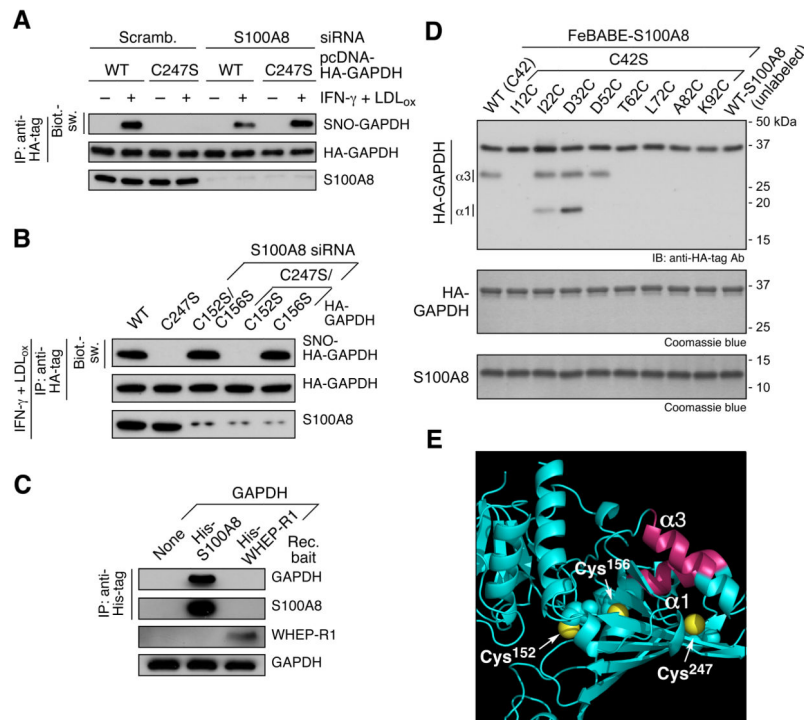 A
Scramb. S100A8 siRNA
WT C247S WT C247S pcDNA-HA-GAPDH
– + – + – + – + IFN-γ + LDLox
IP: anti-HA-tag
Biot.-sw.
SNO-GAPDH
HA-GAPDH
S100A8
B
S100A8 siRNA
C247S/
WT C247S C152S/C156S C152S C156S HA-GAPDH
IFN-γ + LDLox
IP: anti-HA-tag
Biot.-sw.
SNO-HA-GAPDH
HA-GAPDH
S100A8
C
GAPDH
None His-S100A8 His-WHEP-R1 Rec. bait
IP: anti-His-tag
GAPDH
S100A8
WHEP-R1
GAPDH
D
FeBABE-S100A8
C42S
WT (C42) I12C I22C D32C D52C T62C L72C A82C K92C WT-S100A8 (unlabeled)
HA-GAPDH
α3
α1
50 kDa
37
25
20
15
IB: anti-HA-tag Ab
HA-GAPDH
37
25
Coomassie blue
S100A8
15
10
Coomassie blue
E
α3
Cys156
α1
Cys152
Cys247